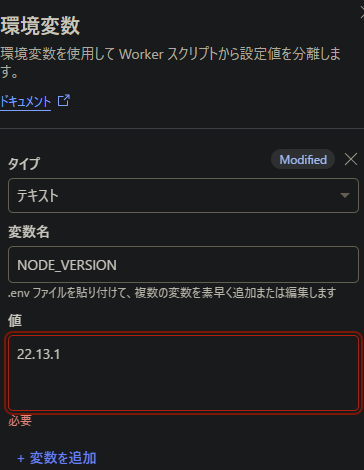 環境変数
環境変数を使用して Worker スクリプトから設定値を分離しま
す。
ドキュメント
タイプ
Modified
テキスト
変数名
NODE_VERSION
.env ファイルを貼り付けて、複数の変数を素早く追加または編集します
値
22.13.1
必要
+ 変数を追加